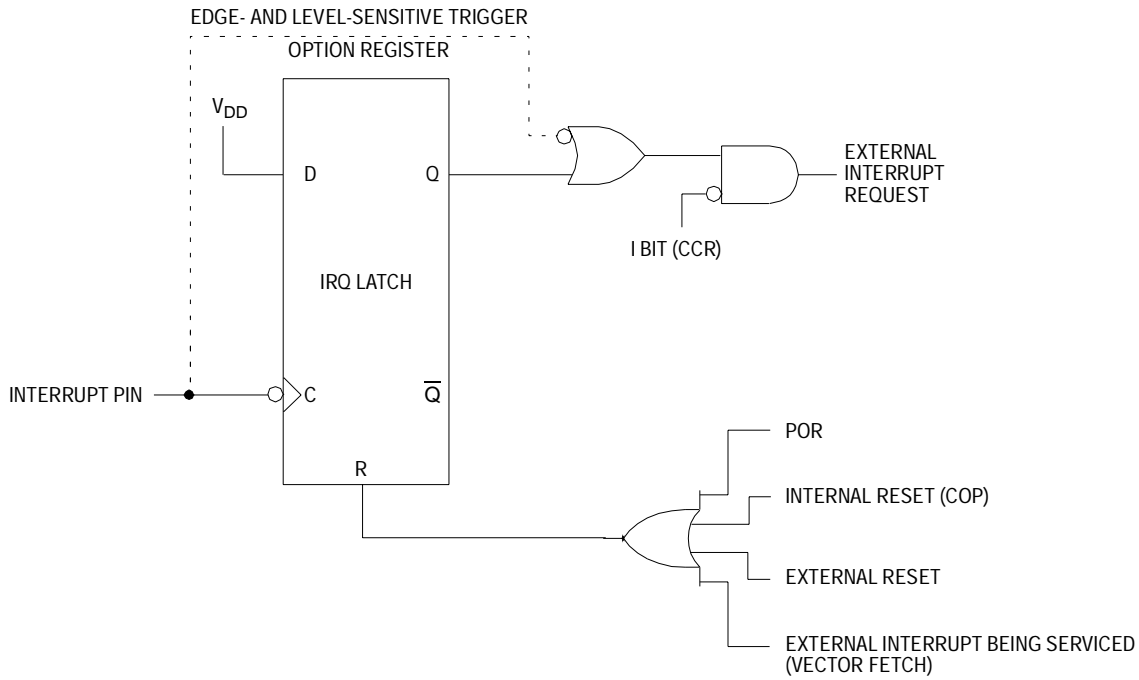 EDGE- AND LEVEL-SENSITIVE TRIGGER
OPTION REGISTER
VDD
D
Q
EXTERNAL
INTERRUPT
REQUEST
I BIT (CCR)
IRQ LATCH
INTERRUPT PIN
C
Q̅
R
POR
INTERNAL RESET (COP)
EXTERNAL RESET
EXTERNAL INTERRUPT BEING SERVICED
(VECTOR FETCH)